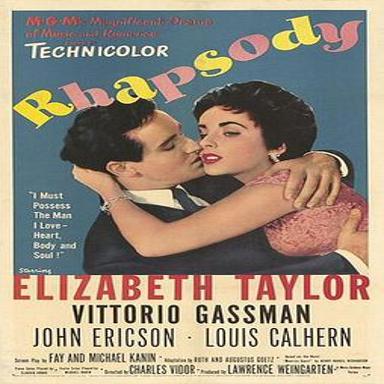 M-G-M's Magnificent Drama
of Music and Romance
TECHNICOLOR
Rhapsody
"I Must
Possess
The Man
I Love-
Heart,
Body and
Soul!"
Starring
ELIZABETH TAYLOR
VITTORIO GASSMAN
JOHN ERICSON · LOUIS CALHERN
Screen Play by FAY AND MICHAEL KANIN · Adaptation by RUTH AND AUGUSTUS GOETZ
Directed by CHARLES VIDOR · Produced by LAWRENCE WEINGARTEN